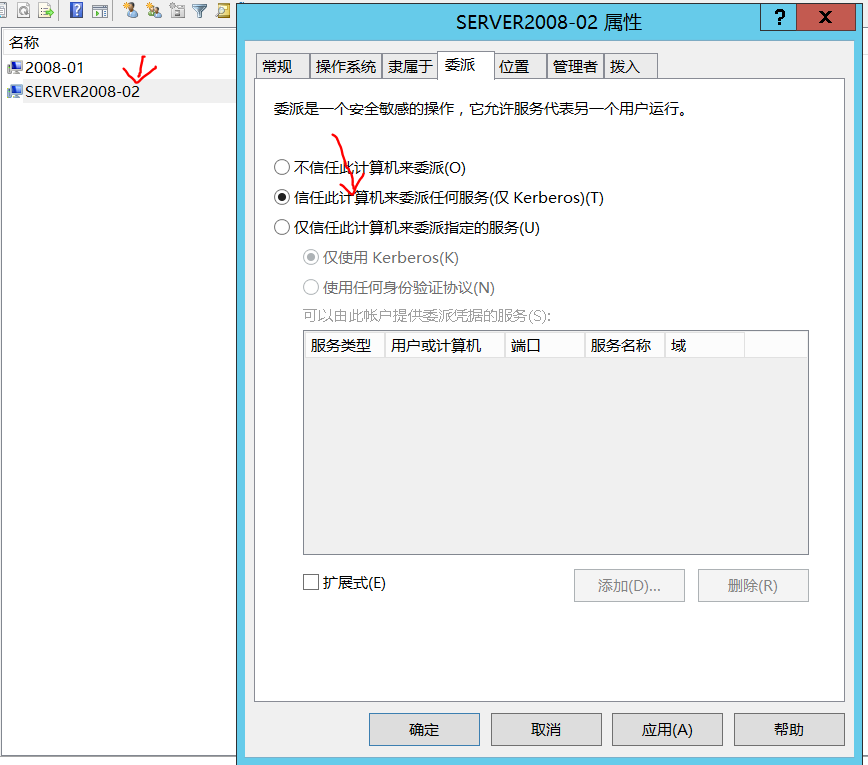 SERVER2008-02 属性
?
X
名称
2008-01
SERVER2008-02
常规 操作系统 隶属于 委派 位置 管理者 拨入
委派是一个安全敏感的操作，它允许服务代表另一个用户运行。
不信任此计算机来委派(O)
信任此计算机来委派任何服务(仅 Kerberos)(T)
仅信任此计算机来委派指定的服务(U)
仅使用 Kerberos(K)
使用任何身份验证协议(N)
可以由此帐户提供委派凭据的服务(S):
服务类型 用户或计算机 端口 服务名称 域
扩展式(E)
添加(D)... 删除(R)
确定 取消 应用(A) 帮助